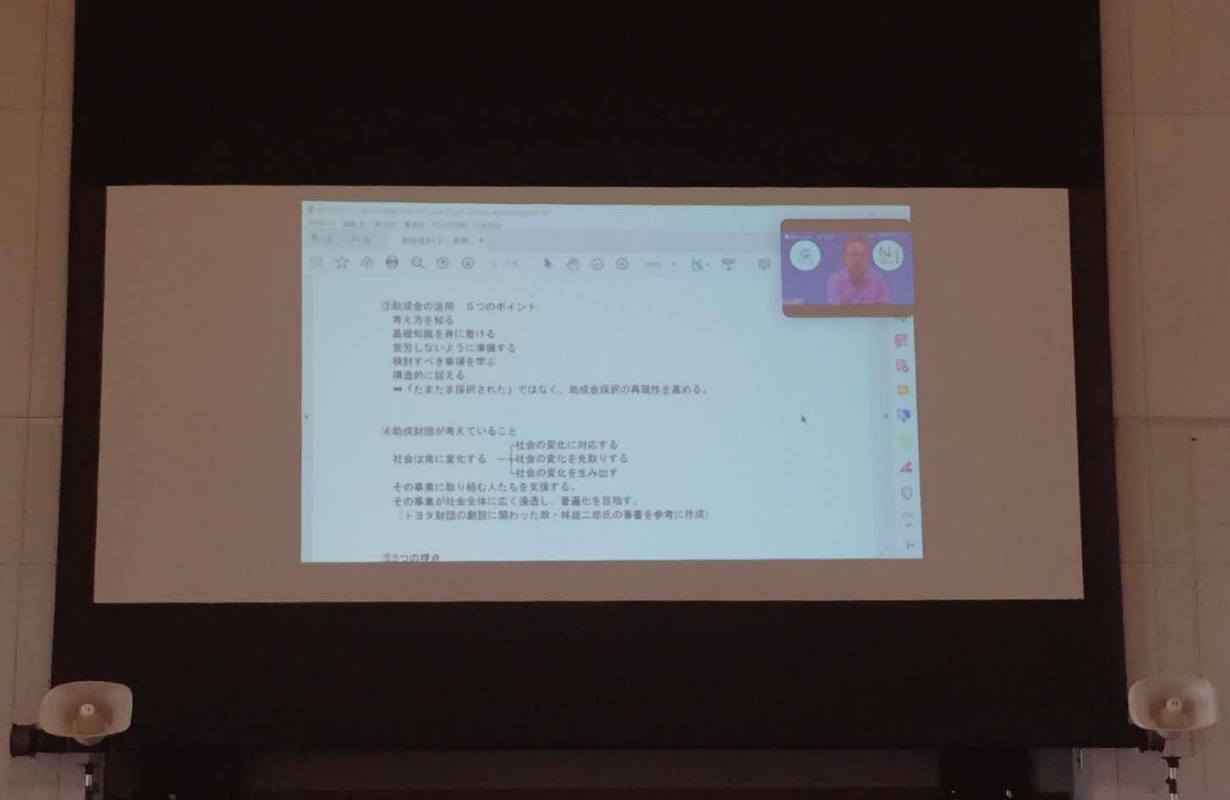 ③助成金の活用　５つのポイント
考え方を知る
基礎知識を身に着ける
苦労しないように準備する
検討すべき事項を学ぶ
構造的に捉える
➡「たまたま採択された」ではなく、助成金採択の再現性を高める。
④助成財団が考えていること
社会の変化に対応する
社会は常に変化する　社会の変化を先取りする
社会の変化を生み出す
その事業に取り組む人たちを支援する。
その事業が社会全体に広く浸透し、普遍化を目指す。
（トヨタ財団の創設に関わった故・林雄二郎氏の著書を参考に作成）
⑤3つの視点
G
N